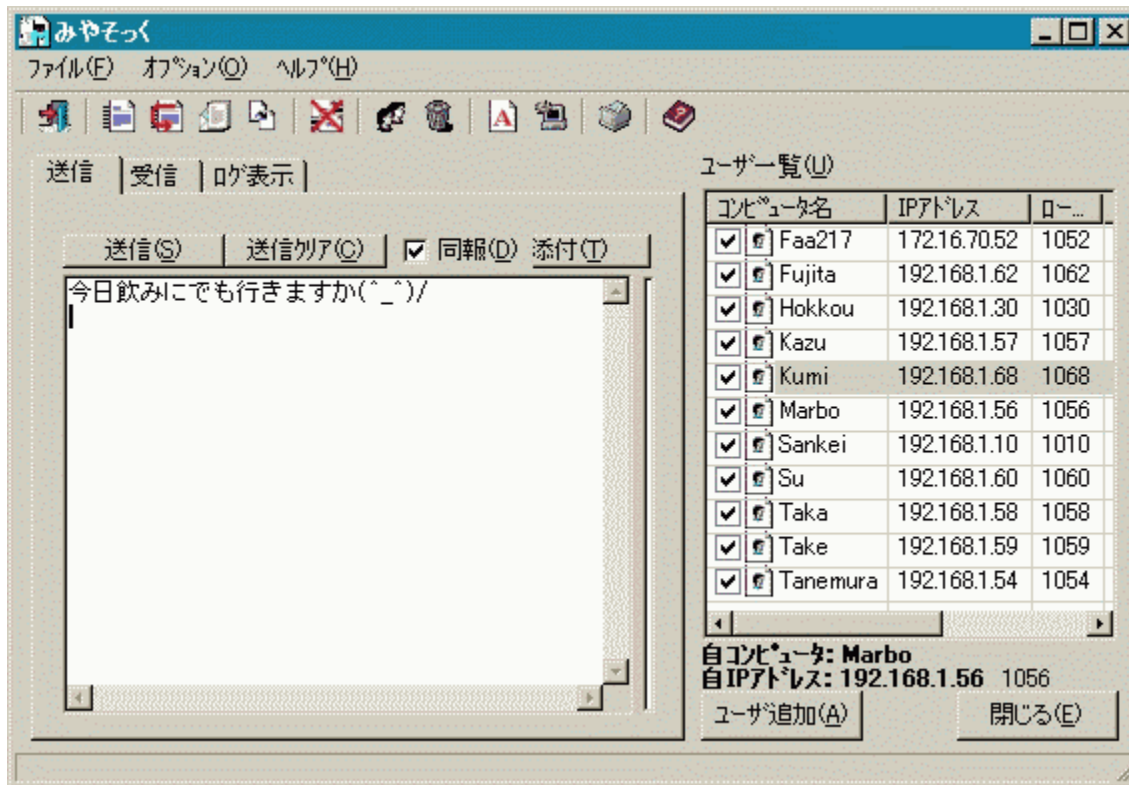 みやそっく
ファイル(F) オプション(O) ヘルプ(H)
送信 受信 ログ表示
送信(S) 送信クリア(C) 同報(D) 添付(T)
今日飲みにでも行きますか(^_^)/
ユーザ一覧(U)
コンピュータ名 IPアドレス ロー...
Faa217 172.16.70.52 1052
Fujita 192.168.1.62 1062
Hokkou 192.168.1.30 1030
Kazu 192.168.1.57 1057
Kumi 192.168.1.68 1068
Marbo 192.168.1.56 1056
Sankei 192.168.1.10 1010
Su 192.168.1.60 1060
Taka 192.168.1.58 1058
Take 192.168.1.59 1059
Tanemura 192.168.1.54 1054
自コンピュータ: Marbo
自IPアドレス: 192.168.1.56 1056
ユーザ追加(A) 閉じる(E)